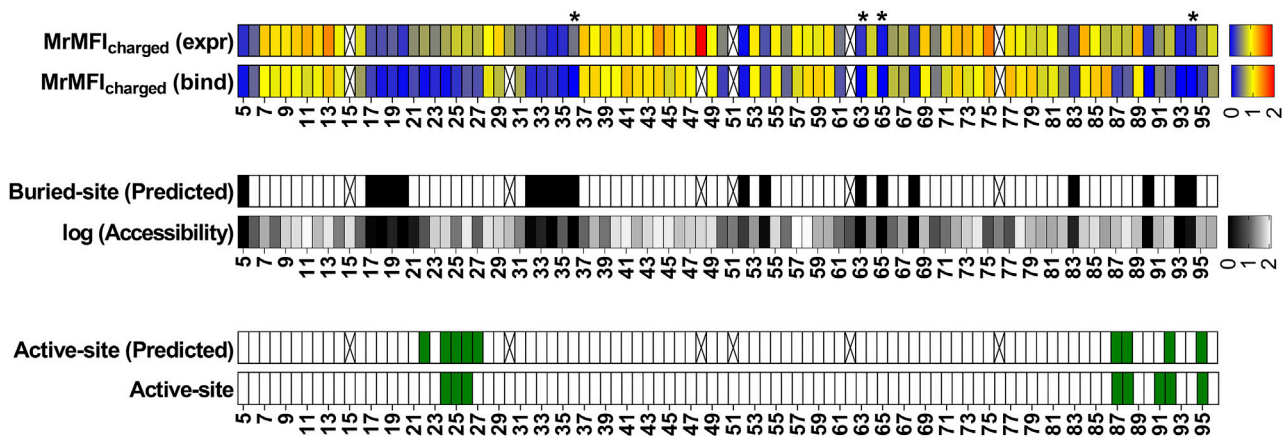 * * * *
MrMFIcharged (expr)
MrMFIcharged (bind)
5 7 9 11 13 15 17 19 21 23 25 27 29 31 33 35 37 39 41 43 45 47 49 51 53 55 57 59 61 63 65 67 69 71 73 75 77 79 81 83 85 87 89 91 93 95
0 1 2
Buried-site (Predicted)
log (Accessibility)
5 7 9 11 13 15 17 19 21 23 25 27 29 31 33 35 37 39 41 43 45 47 49 51 53 55 57 59 61 63 65 67 69 71 73 75 77 79 81 83 85 87 89 91 93 95
0 1 2
Active-site (Predicted)
Active-site
5 7 9 11 13 15 17 19 21 23 25 27 29 31 33 35 37 39 41 43 45 47 49 51 53 55 57 59 61 63 65 67 69 71 73 75 77 79 81 83 85 87 89 91 93 95